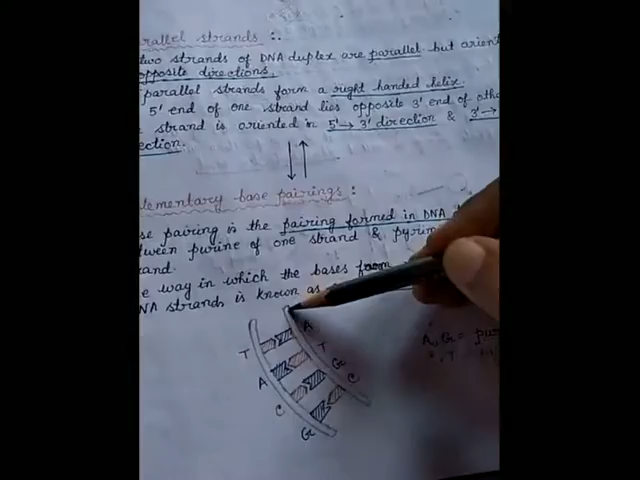 rallel strands :.
two strands of DNA duplex are parallel but orient
opposite directions.
parallel strands form a right handed helix.
5' end of one strand lies opposite 3' end of othe
strand is oriented in 5' → 3' direction & 3' →
ection.
lementary base pairings :
se pairing is the pairing formed in DNA
tween purine of one strand & pyrim
rand.
e way in which the bases from
NA strands is known as
A
T T
A G
C C
G
A, G = pur